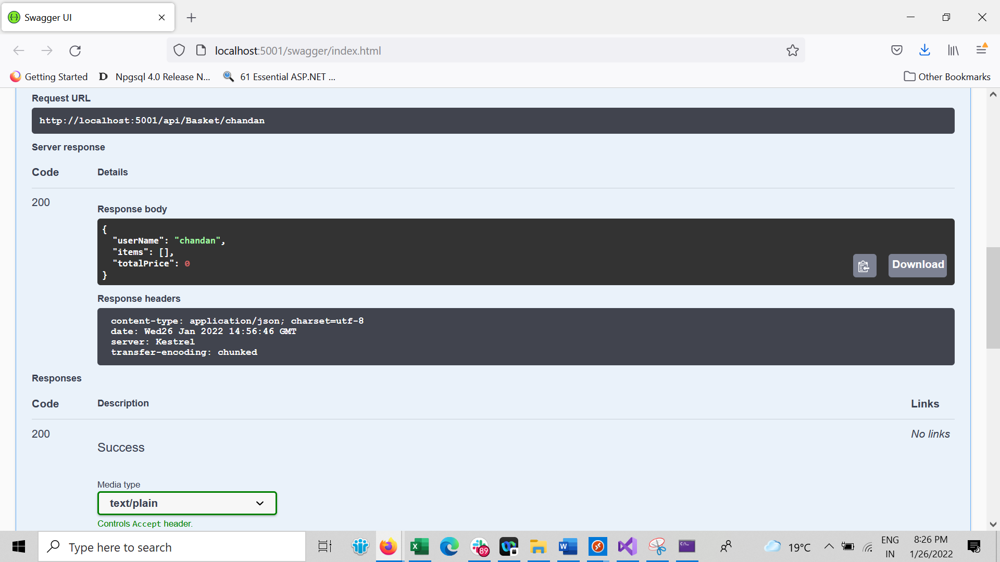 Swagger UI
localhost:5001/swagger/index.html
Getting Started
Npgsql 4.0 Release N...
61 Essential ASP.NET ...
Other Bookmarks
Request URL
http://localhost:5001/api/Basket/chandan
Server response
Code Details
200
Response body
{
"userName": "chandan",
"items": [],
"totalPrice": 0
}
Download
Response headers
content-type: application/json; charset=utf-8
date: Wed26 Jan 2022 14:56:46 GMT
server: Kestrel
transfer-encoding: chunked
Responses
Code Description Links
200 No links
Success
Media type
text/plain
Controls Accept header.
Type here to search
89
19°C
ENG
IN
8:26 PM
1/26/2022